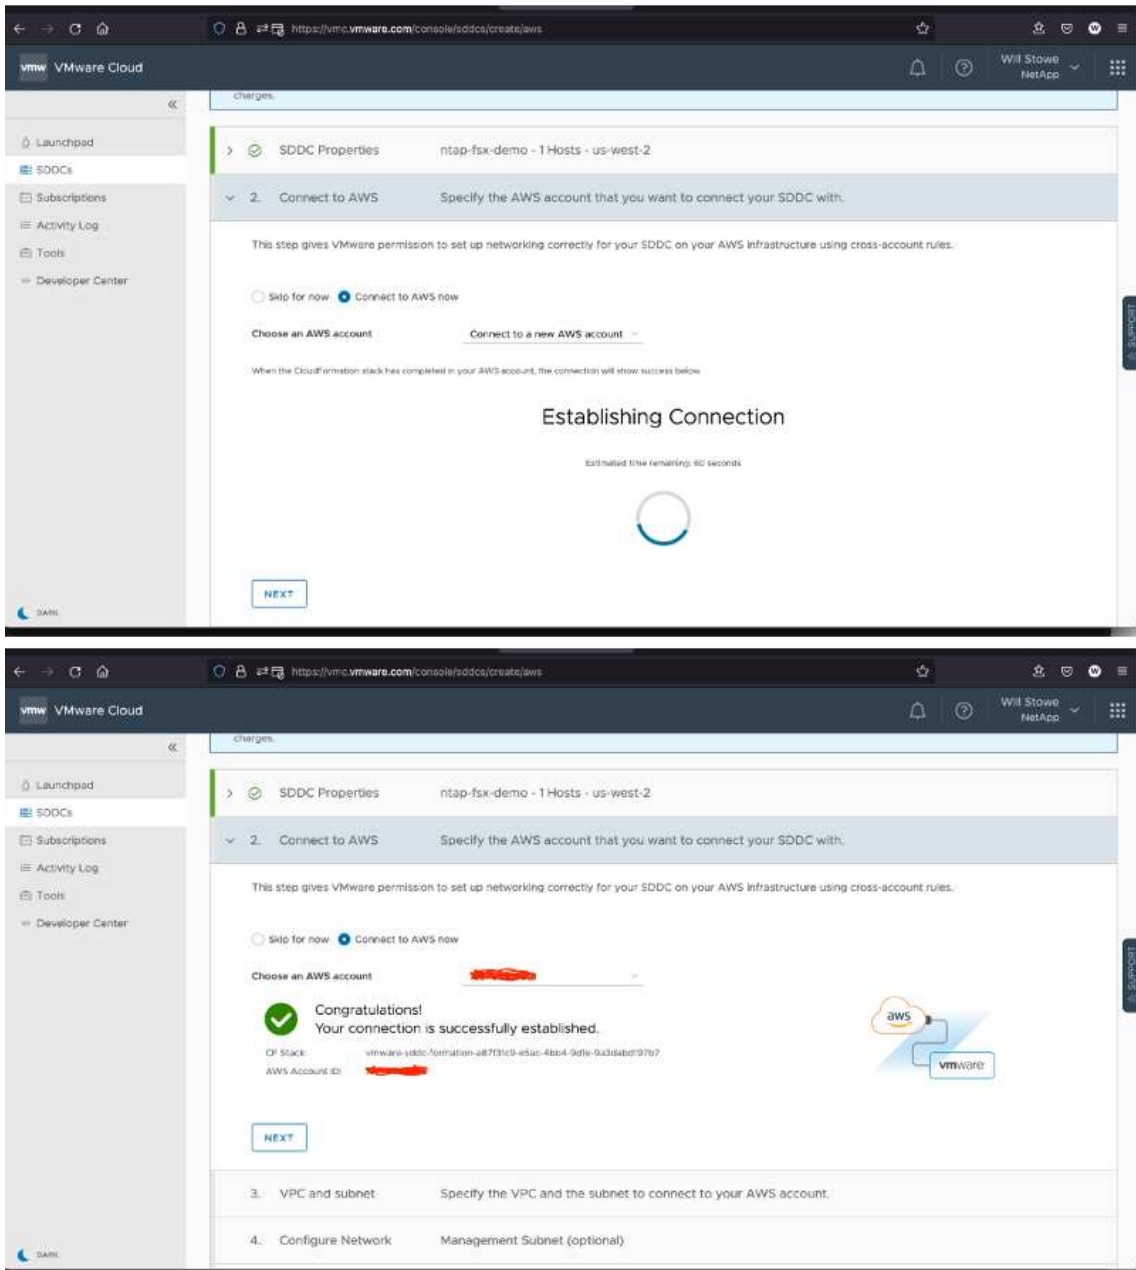 https://vmc.vmware.com/console/sddcs/create/aws
vmw VMware Cloud
Will Stowe
NetApp
charges.
Launchpad
SDDCs
Subscriptions
Activity Log
Tools
Developer Center
DARK
SDDC Properties ntap-fsx-demo - 1 Hosts - us-west-2
2. Connect to AWS Specify the AWS account that you want to connect your SDDC with.
This step gives VMware permission to set up networking correctly for your SDDC on your AWS infrastructure using cross-account rules.
Skip for now Connect to AWS now
Choose an AWS account Connect to a new AWS account
When the CloudFormation stack has completed in your AWS account, the connection will show success below.
Establishing Connection
Estimated time remaining: 60 seconds
NEXT
SUPPORT
https://vmc.vmware.com/console/sddcs/create/aws
vmw VMware Cloud
Will Stowe
NetApp
charges.
Launchpad
SDDCs
Subscriptions
Activity Log
Tools
Developer Center
DARK
SDDC Properties ntap-fsx-demo - 1 Hosts - us-west-2
2. Connect to AWS Specify the AWS account that you want to connect your SDDC with.
This step gives VMware permission to set up networking correctly for your SDDC on your AWS infrastructure using cross-account rules.
Skip for now Connect to AWS now
Choose an AWS account
Congratulations!
Your connection is successfully established.
CF Stack:
AWS Account ID:
aws
vmware
NEXT
3. VPC and subnet Specify the VPC and the subnet to connect to your AWS account.
4. Configure Network Management Subnet (optional)
SUPPORT